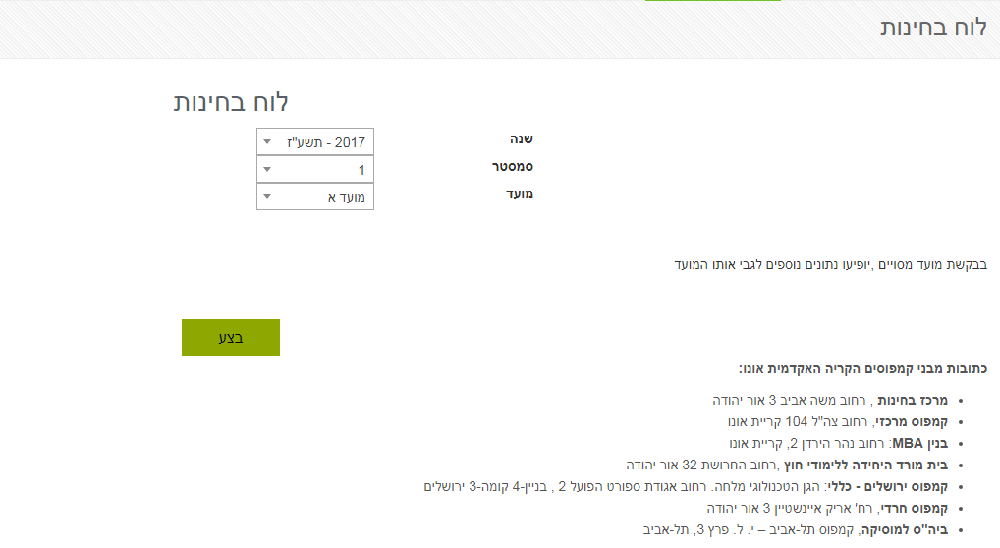 לוח בחינות
לוח בחינות
שנה
2017 - תשע"ז
סמסטר
1
מועד
מועד א
בבקשת מועד מסויים ,יופיעו נתונים נוספים לגבי אותו המועד
בצע
כתובות מבני קמפוסים הקריה האקדמית אונו:
• מרכז בחינות , רחוב משה אביב 3 אור יהודה
• קמפוס מרכזי, רחוב צה"ל 104 קריית אונו
• בנין MBA: רחוב נהר הירדן 2, קריית אונו
• בית מורד היחידה ללימודי חוץ ,רחוב החרושת 32 אור יהודה
• קמפוס ירושלים - כללי: הגן הטכנולוגי מלחה. רחוב אגודת ספורט הפועל 2 , בניין-4 קומה-3 ירושלים
• קמפוס חרדי, רח' אריק איינשטיין 3 אור יהודה
• ביה"ס למוסיקה, קמפוס תל-אביב – י. ל. פרץ 3, תל-אביב